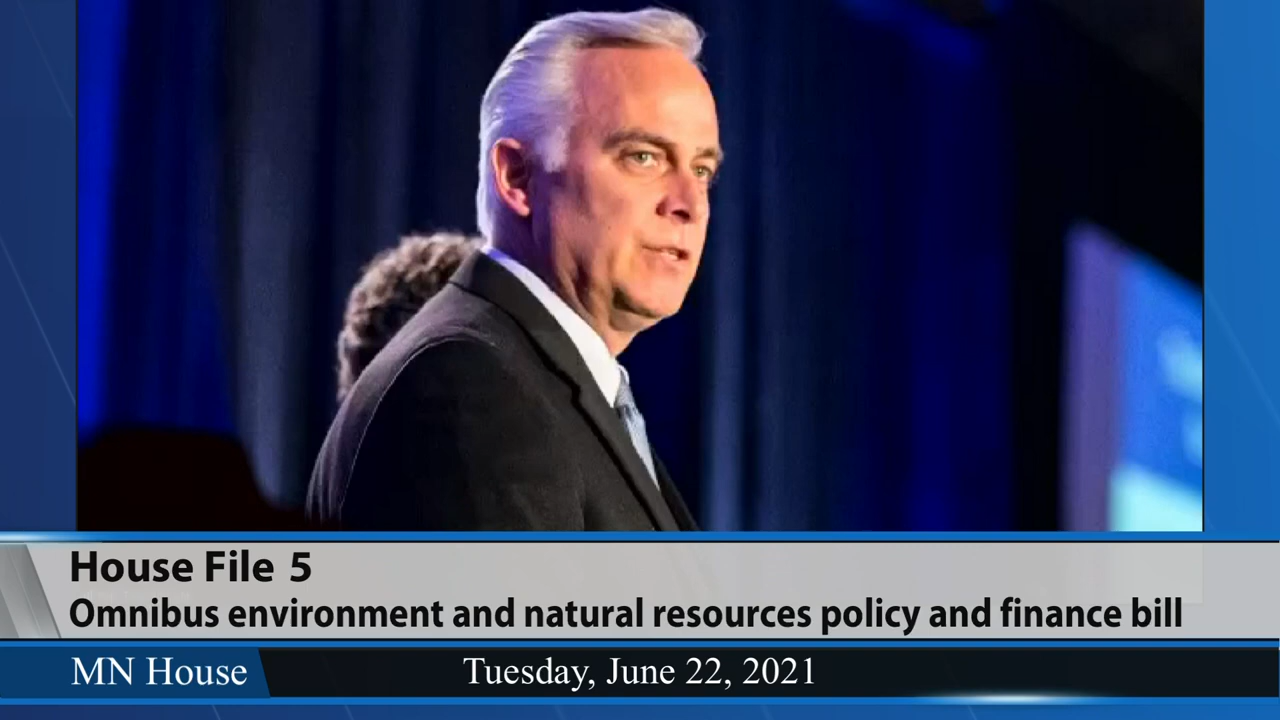 House File 5
Omnibus environment and natural resources policy and finance bill
MN House
Tuesday, June 22, 2021